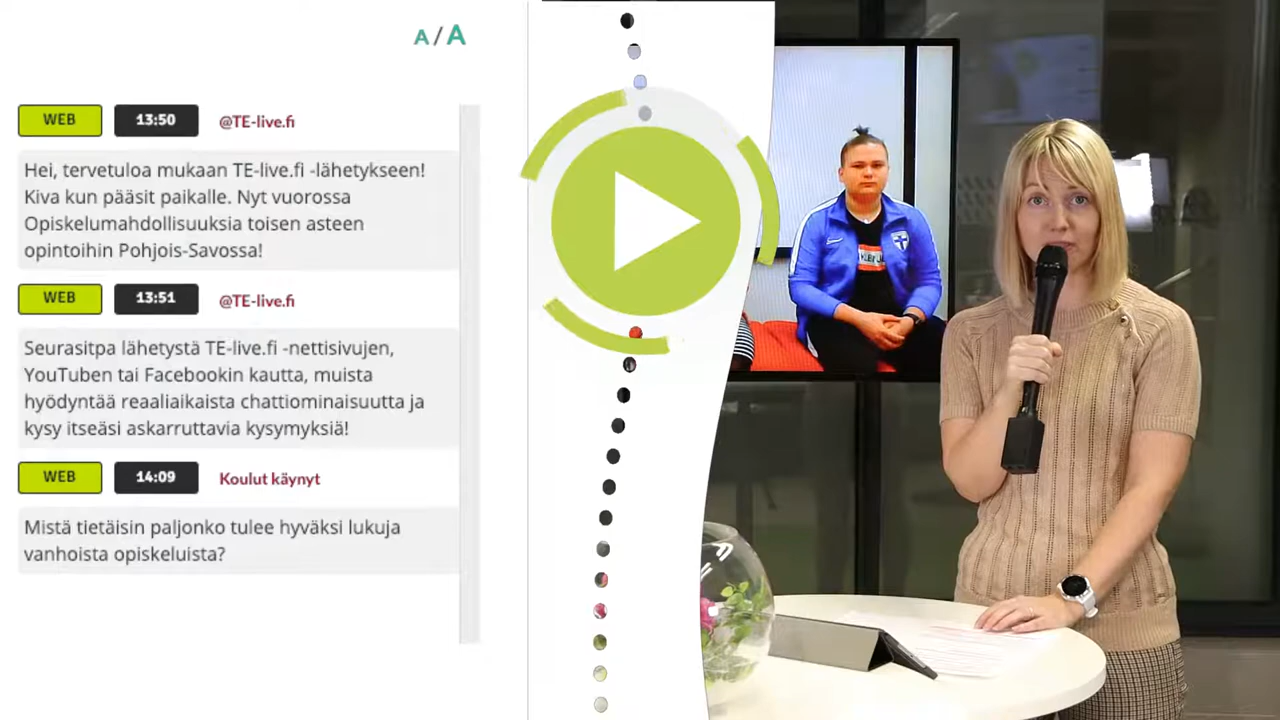 A / A
WEB 13:50 @TE-live.fi
Hei, tervetuloa mukaan TE-live.fi -lähetykseen!
Kiva kun pääsit paikalle. Nyt vuorossa
Opiskelumahdollisuuksia toisen asteen
opintoihin Pohjois-Savossa!
WEB 13:51 @TE-live.fi
Seurasitpa lähetystä TE-live.fi -nettisivujen,
YouTuben tai Facebookin kautta, muista
hyödyntää reaaliaikaista chattiominaisuutta ja
kysy itseäsi askarruttavia kysymyksiä!
WEB 14:09 Koulut käynyt
Mistä tietäisin paljonko tulee hyväksi lukuja
vanhoista opiskeluista?